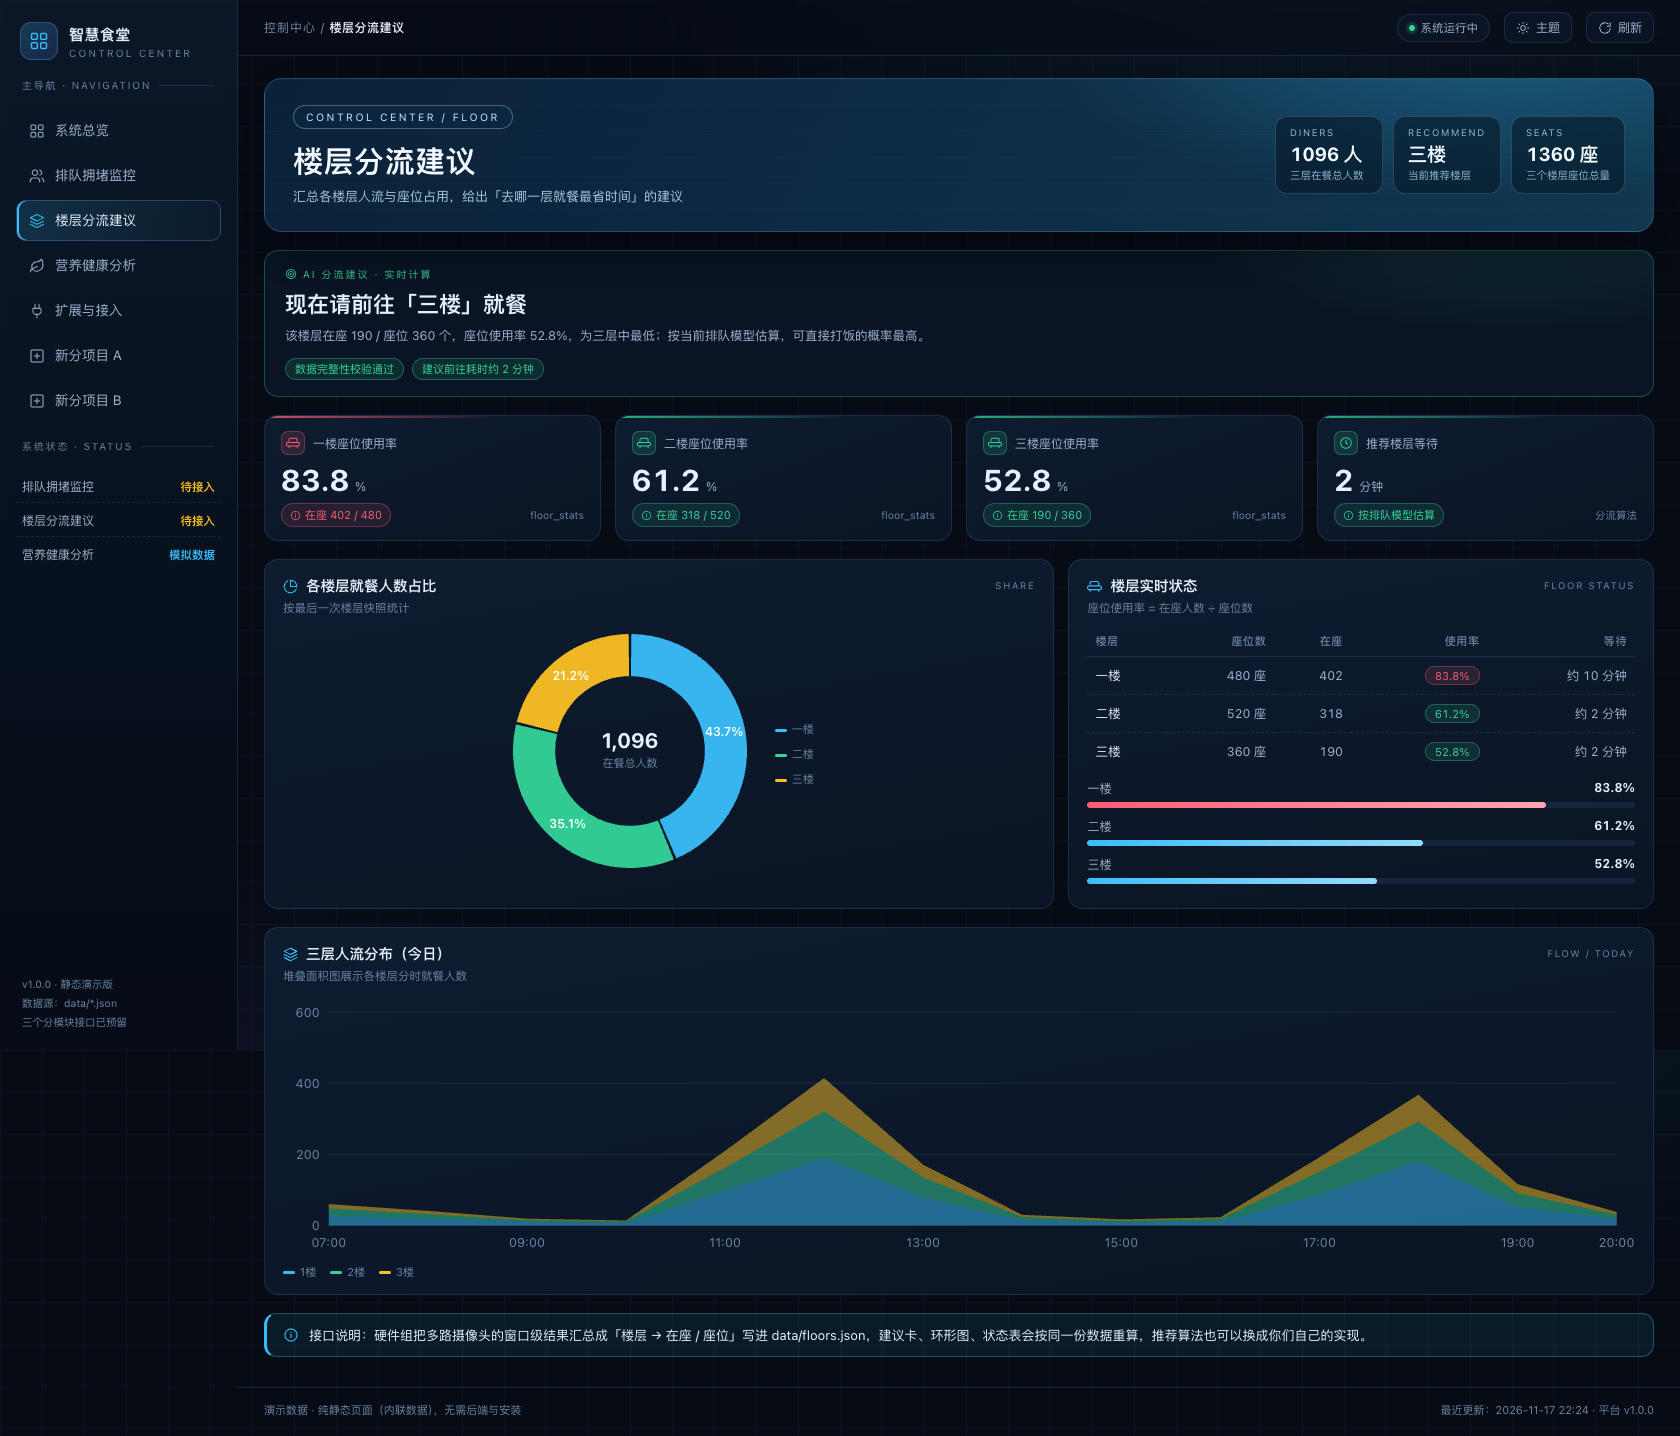 智慧食堂
CONTROL CENTER
主导航 · NAVIGATION
系统总览
排队拥堵监控
楼层分流建议
营养健康分析
扩展与接入
新分项目 A
新分项目 B
系统状态 · STATUS
排队拥堵监控 待接入
楼层分流建议 待接入
营养健康分析 模拟数据
v1.0.0 · 静态演示版
数据源：data/*.json
三个分模块接口已预留
控制中心 / 楼层分流建议
系统运行中
主题
刷新
CONTROL CENTER / FLOOR
楼层分流建议
汇总各楼层人流与座位占用，给出「去哪一层就餐最省时间」的建议
DINERS
1096 人
三层在餐总人数
RECOMMEND
三楼
当前推荐楼层
SEATS
1360 座
三个楼层座位总量
AI 分流建议 · 实时计算
现在请前往「三楼」就餐
该楼层在座 190 / 座位 360 个，座位使用率 52.8%，为三层中最低；按当前排队模型估算，可直接打饭的概率最高。
数据完整性校验通过
建议前往耗时约 2 分钟
一楼座位使用率
83.8 %
在座 402 / 480
floor_stats
二楼座位使用率
61.2 %
在座 318 / 520
floor_stats
三楼座位使用率
52.8 %
在座 190 / 360
floor_stats
推荐楼层等待
2 分钟
按排队模型估算
分流算法
各楼层就餐人数占比
SHARE
按最后一次楼层快照统计
21.2%
43.7%
35.1%
1,096
在餐总人数
一楼
二楼
三楼
楼层实时状态
FLOOR STATUS
座位使用率 = 在座人数 ÷ 座位数
楼层 座位数 在座 使用率 等待
一楼 480 座 402 83.8% 约 10 分钟
二楼 520 座 318 61.2% 约 2 分钟
三楼 360 座 190 52.8% 约 2 分钟
一楼 83.8%
二楼 61.2%
三楼 52.8%
三层人流分布（今日）
FLOW / TODAY
堆叠面积图展示各楼层分时就餐人数
600
400
200
0
07:00 09:00 11:00 13:00 15:00 17:00 19:00 20:00
1楼 2楼 3楼
接口说明：硬件组把多路摄像头的窗口级结果汇总成「楼层 → 在座 / 座位」写进 data/floors.json，建议卡、环形图、状态表会按同一份数据重算，推荐算法也可以换成你们自己的实现。
演示数据 · 纯静态页面（内联数据），无需后端与安装
最近更新：2026-11-17 22:24 · 平台 v1.0.0